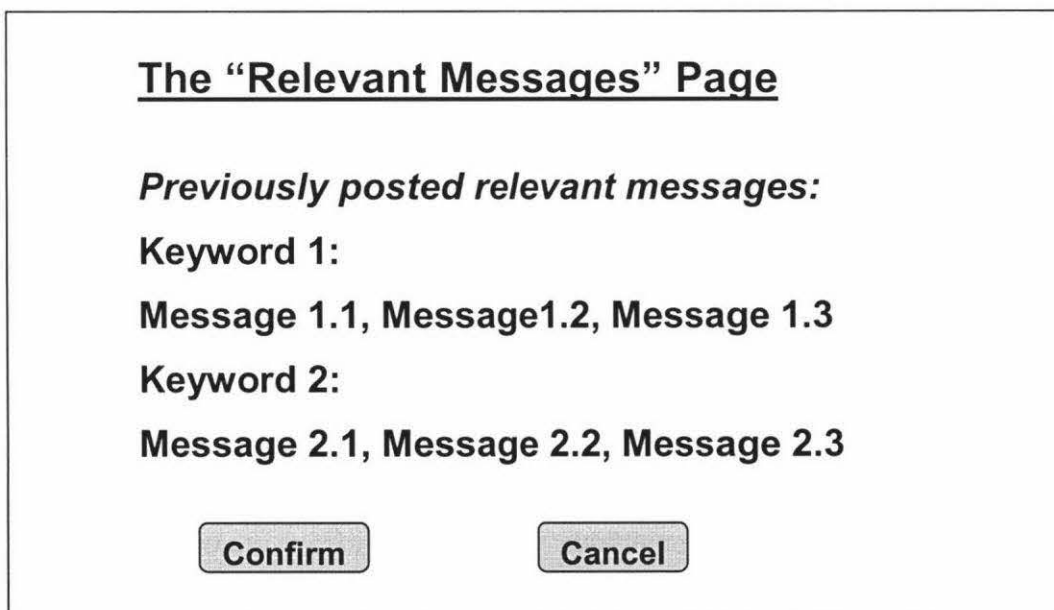 The “Relevant Messages” Page
Previously posted relevant messages:
Keyword 1:
Message 1.1, Message1.2, Message 1.3
Keyword 2:
Message 2.1, Message 2.2, Message 2.3
Confirm Cancel